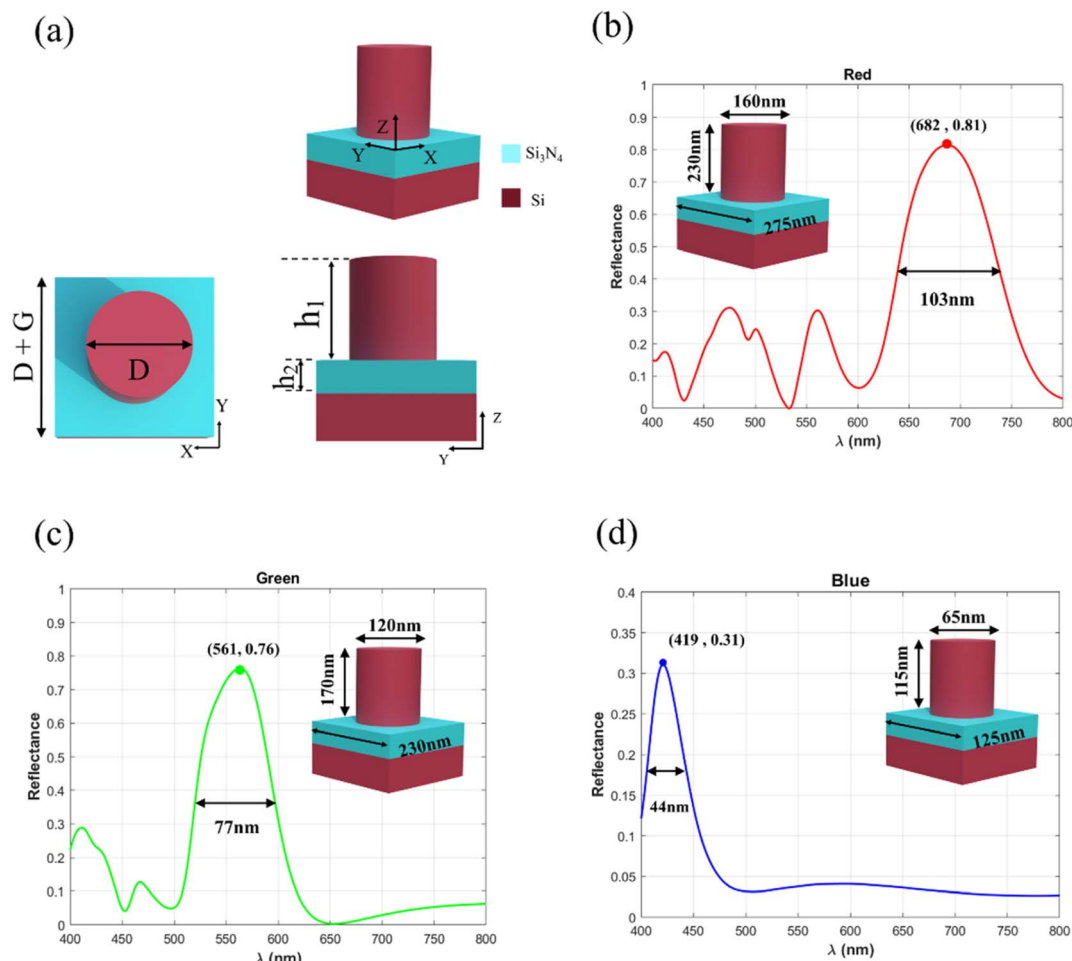 (a)
Z
Y
X
Si₃N₄
Si
D + G
D
Y
X
h₁
h₂
Z
Y
(b)
Red
Reflectance
1
0.9
0.8
0.7
0.6
0.5
0.4
0.3
0.2
0.1
0
160nm
230nm
275nm
(682 , 0.81)
103nm
400 450 500 550 600 650 700 750 800
λ (nm)
(c)
Green
Reflectance
1
0.9
0.8
0.7
0.6
0.5
0.4
0.3
0.2
0.1
0
(561 , 0.76)
77nm
120nm
170nm
230nm
400 450 500 550 600 650 700 750 800
λ (nm)
(d)
Blue
Reflectance
0.4
0.35
0.3
0.25
0.2
0.15
0.1
0.05
0
(419 , 0.31)
44nm
65nm
115nm
125nm
400 450 500 550 600 650 700 750 800
λ (nm)